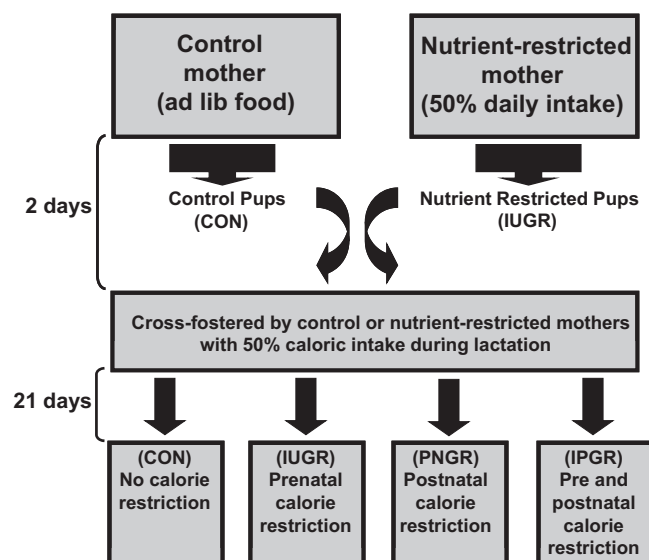 Control
mother
(ad lib food)
Nutrient-restricted
mother
(50% daily intake)
2 days
Control Pups
(CON)
Nutrient Restricted Pups
(IUGR)
Cross-fostered by control or nutrient-restricted mothers
with 50% caloric intake during lactation
21 days
(CON)
No calorie
restriction
(IUGR)
Prenatal
calorie
restriction
(PNGR)
Postnatal
calorie
restriction
(IPGR)
Pre and
postnatal
calorie
restriction